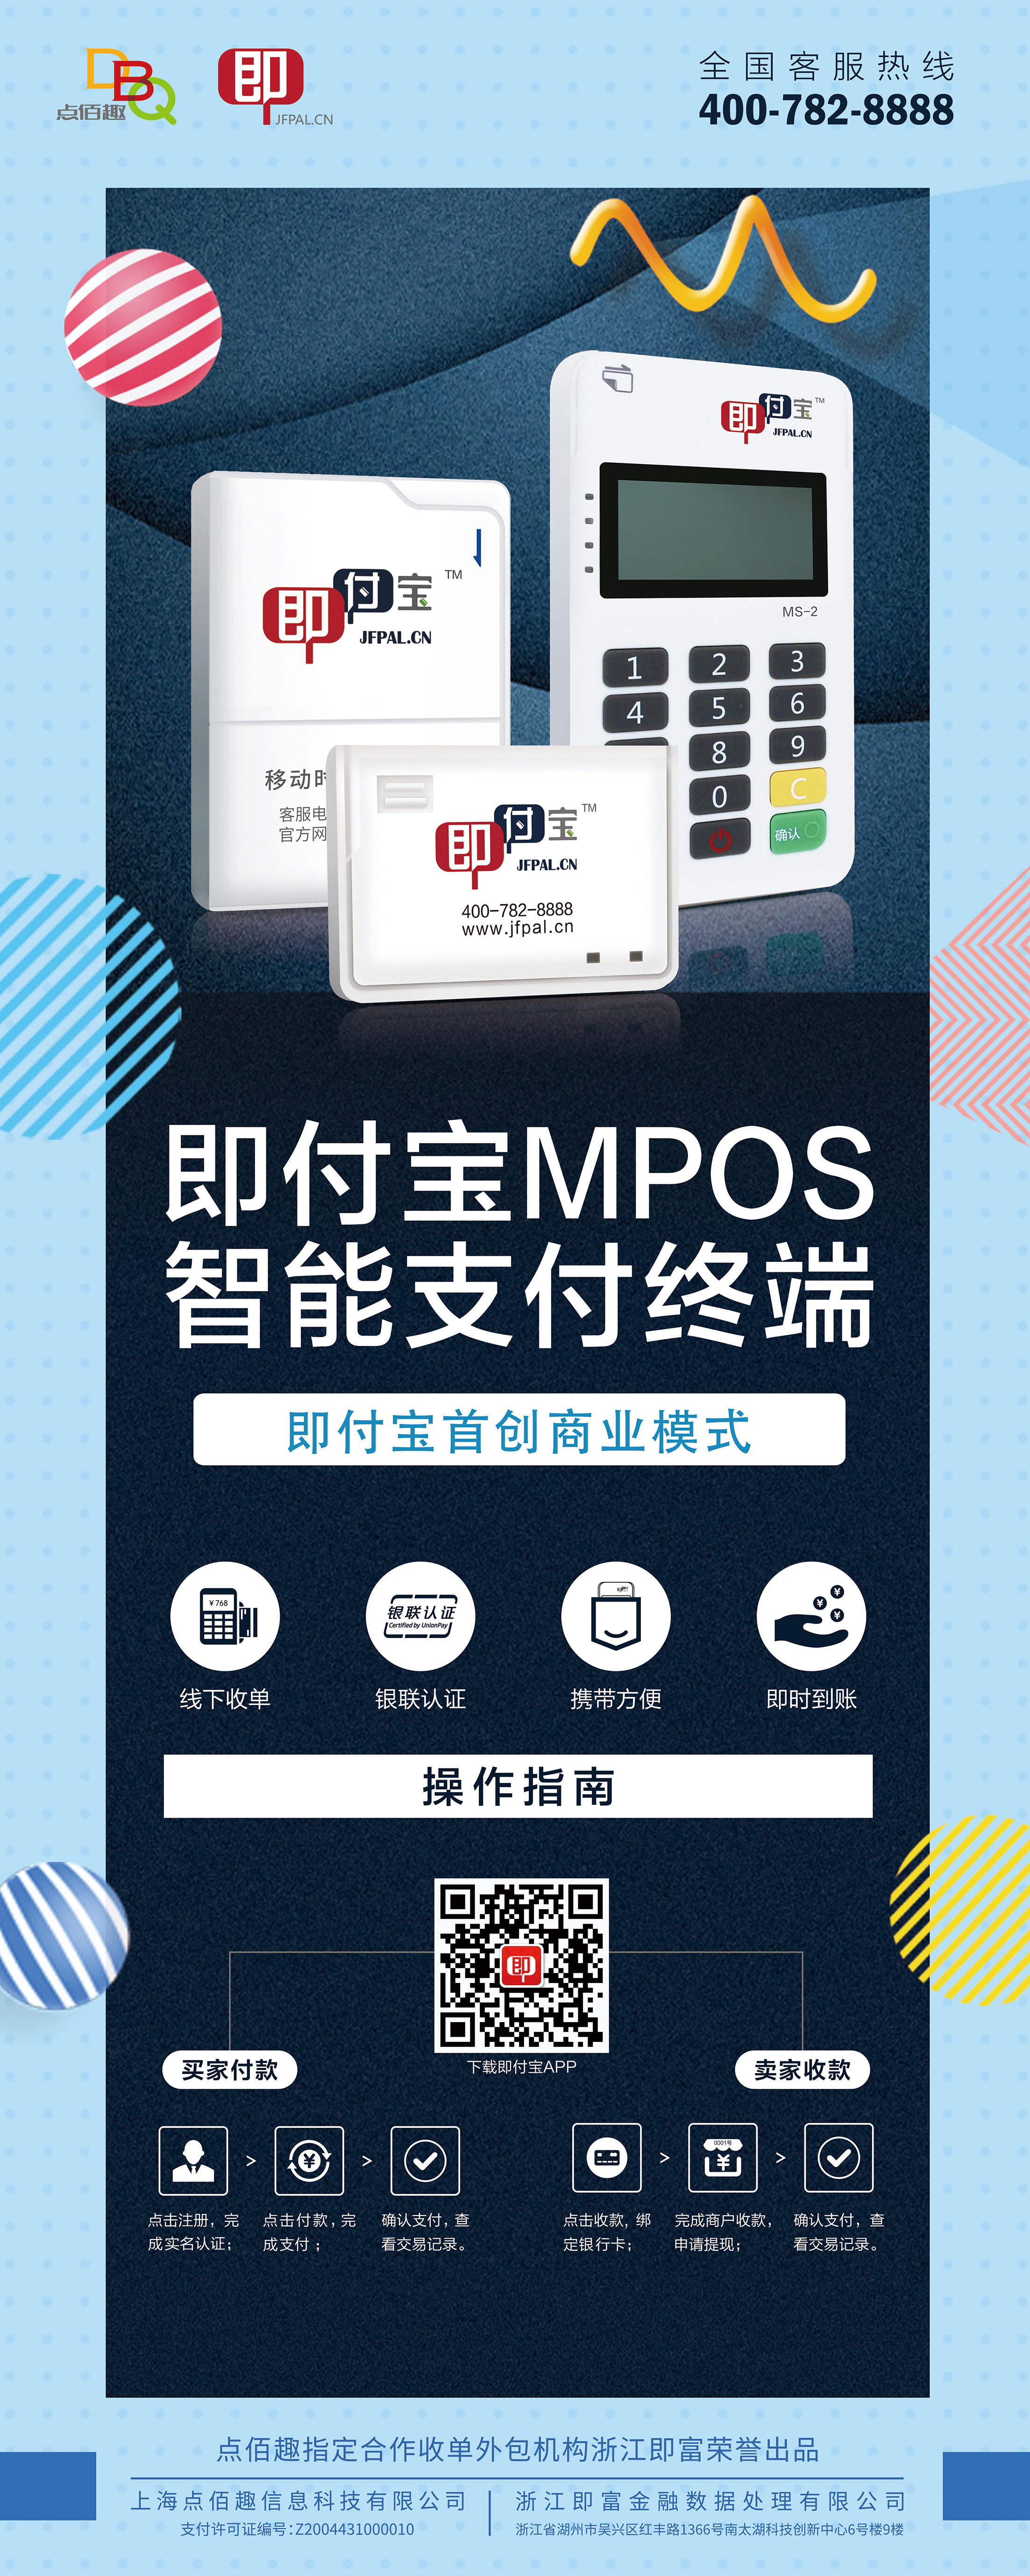 DBQ
点佰趣
即
JFPAL.CN
全国客服热线
400-782-8888
即付宝 TM
JFPAL.CN
MS-2
1 2 3
4 5 6
8 9
0 C
确认
即付宝 TM
JFPAL.CN
移动时
客服电
官方网
即付宝 TM
JFPAL.CN
400-782-8888
www.jfpal.cn
即付宝MPOS
智能支付终端
即付宝首创商业模式
¥768
银联认证
Certified by UnionPay
线下收单 银联认证 携带方便 即时到账
操作指南
即
下载即付宝APP
买家付款
卖家收款
0001号
点击注册，完
成实名认证；
点击付款，完
成支付；
确认支付，查
看交易记录。
点击收款，绑
定银行卡；
完成商户收款，
申请提现；
确认支付，查
看交易记录。
点佰趣指定合作收单外包机构浙江即富荣誉出品
上海点佰趣信息科技有限公司
支付许可证编号：Z2004431000010
浙江即富金融数据处理有限公司
浙江省湖州市吴兴区红丰路1366号南太湖科技创新中心6号楼9楼